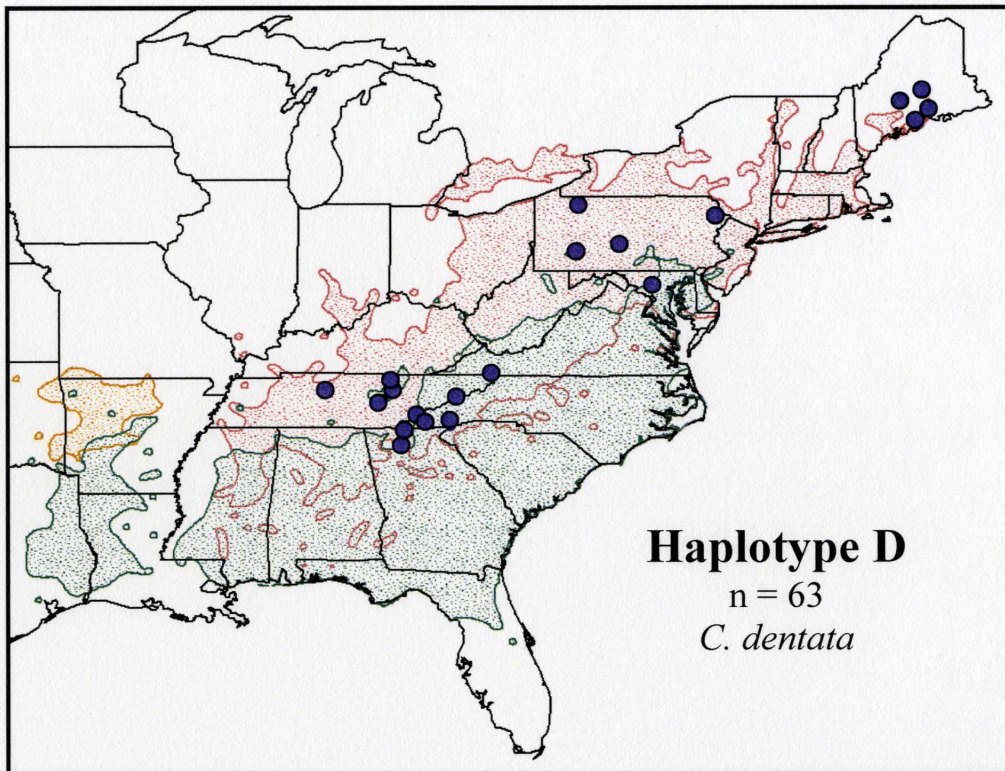 Haplotype D
n = 63
C. dentata